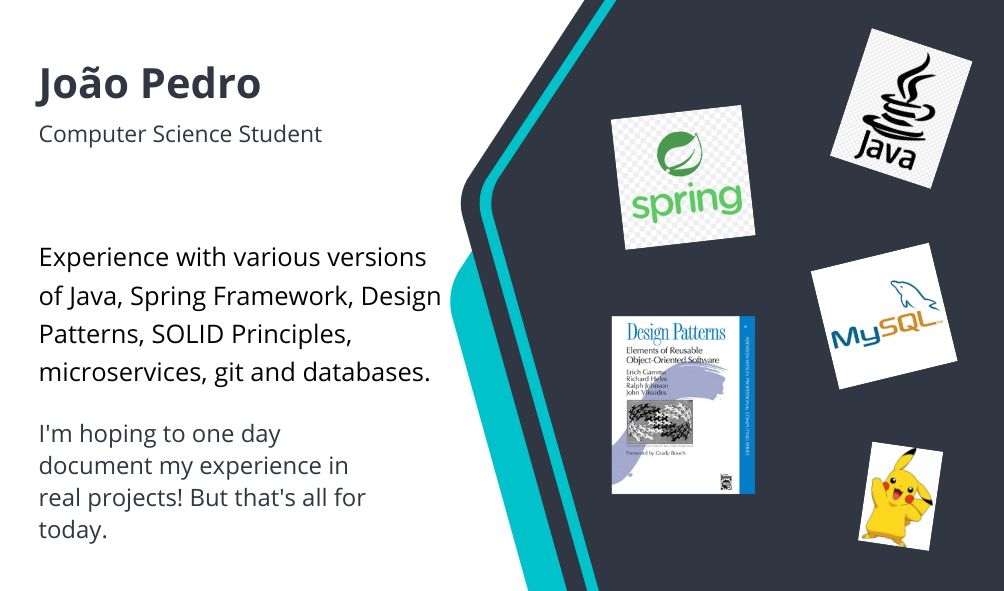 João Pedro
Computer Science Student
Experience with various versions
of Java, Spring Framework, Design
Patterns, SOLID Principles,
microservices, git and databases.
I'm hoping to one day
document my experience in
real projects! But that's all for
today.
spring
Java
MySQL
Design Patterns
Elements of Reusable
Object-Oriented Software
Erich Gamma
Richard Helm
Ralph Johnson
John Vlissides
Foreword by Grady Booch
ADDISON-WESLEY PROFESSIONAL COMPUTING SERIES